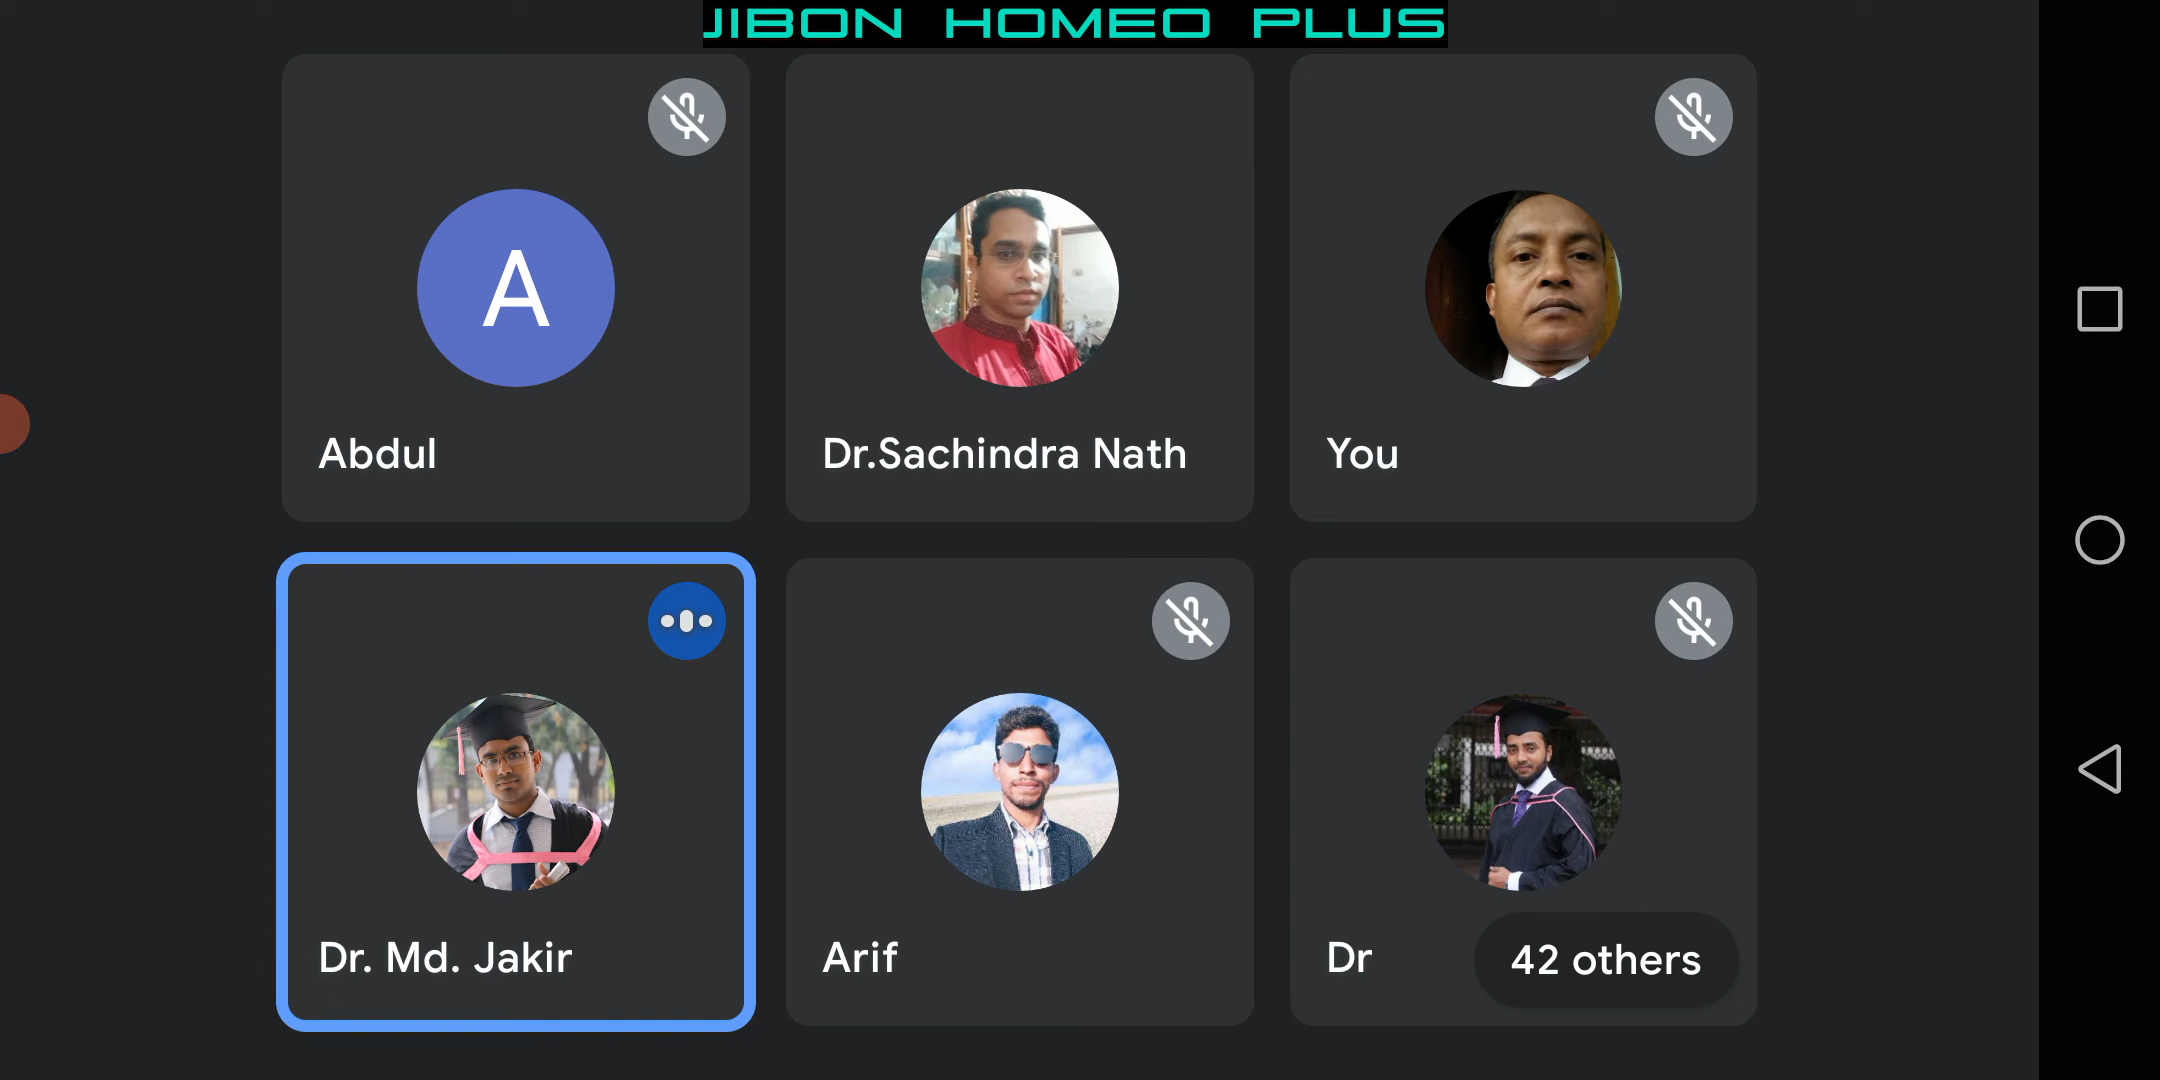 JIBON HOMEO PLUS
A
Abdul
Dr.Sachindra Nath
You
Dr. Md. Jakir
Arif
Dr
42 others